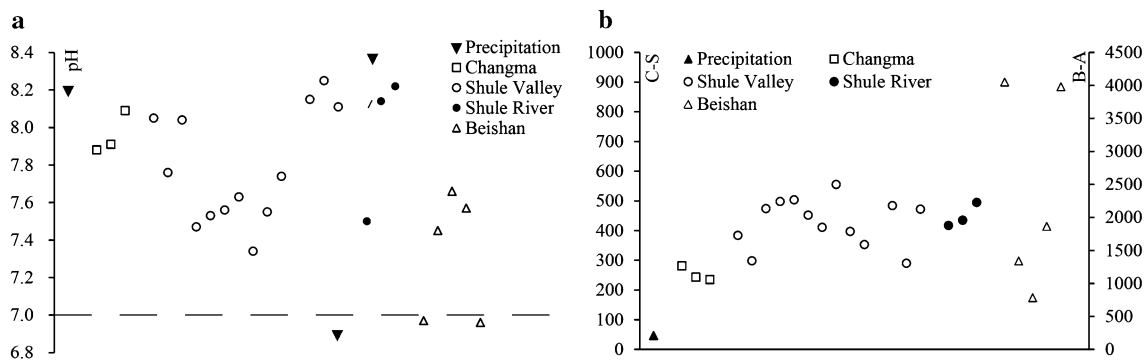 a
8.4
8.2
8.0
7.8
7.6
7.4
7.2
7.0
6.8
pH
Precipitation
Changma
Shule Valley
Shule River
Beishan
b
1000
900
800
700
600
500
400
300
200
100
0
C-S
Precipitation Changma
Shule Valley Shule River
Beishan
B-A
4500
4000
3500
3000
2500
2000
1500
1000
500
0